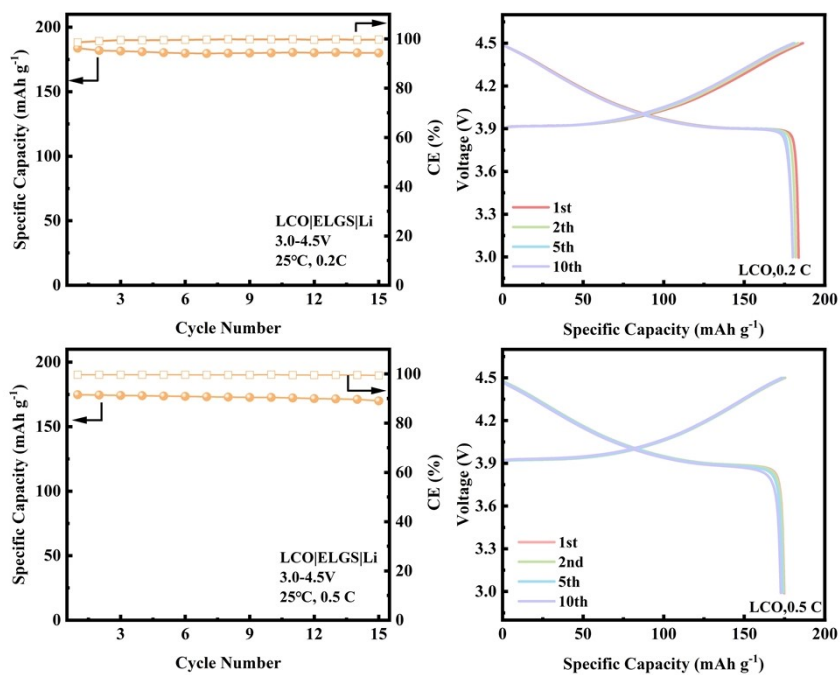 200
150
100
50
0
Specific Capacity (mAh g⁻¹)
100
80
60
40
20
0
CE (%)
LCO|ELGS|Li
3.0-4.5V
25°C, 0.2C
3 6 9 12 15
Cycle Number
4.5
4.2
3.9
3.6
3.3
3.0
Voltage (V)
1st
2th
5th
10th
LCO,0.2 C
0 50 100 150 200
Specific Capacity (mAh g⁻¹)
200
150
100
50
0
Specific Capacity (mAh g⁻¹)
100
80
60
40
20
0
CE (%)
LCO|ELGS|Li
3.0-4.5V
25°C, 0.5 C
3 6 9 12 15
Cycle Number
4.5
4.2
3.9
3.6
3.3
3.0
Voltage (V)
1st
2nd
5th
10th
LCO,0.5 C
0 50 100 150 200
Specific Capacity (mAh g⁻¹)